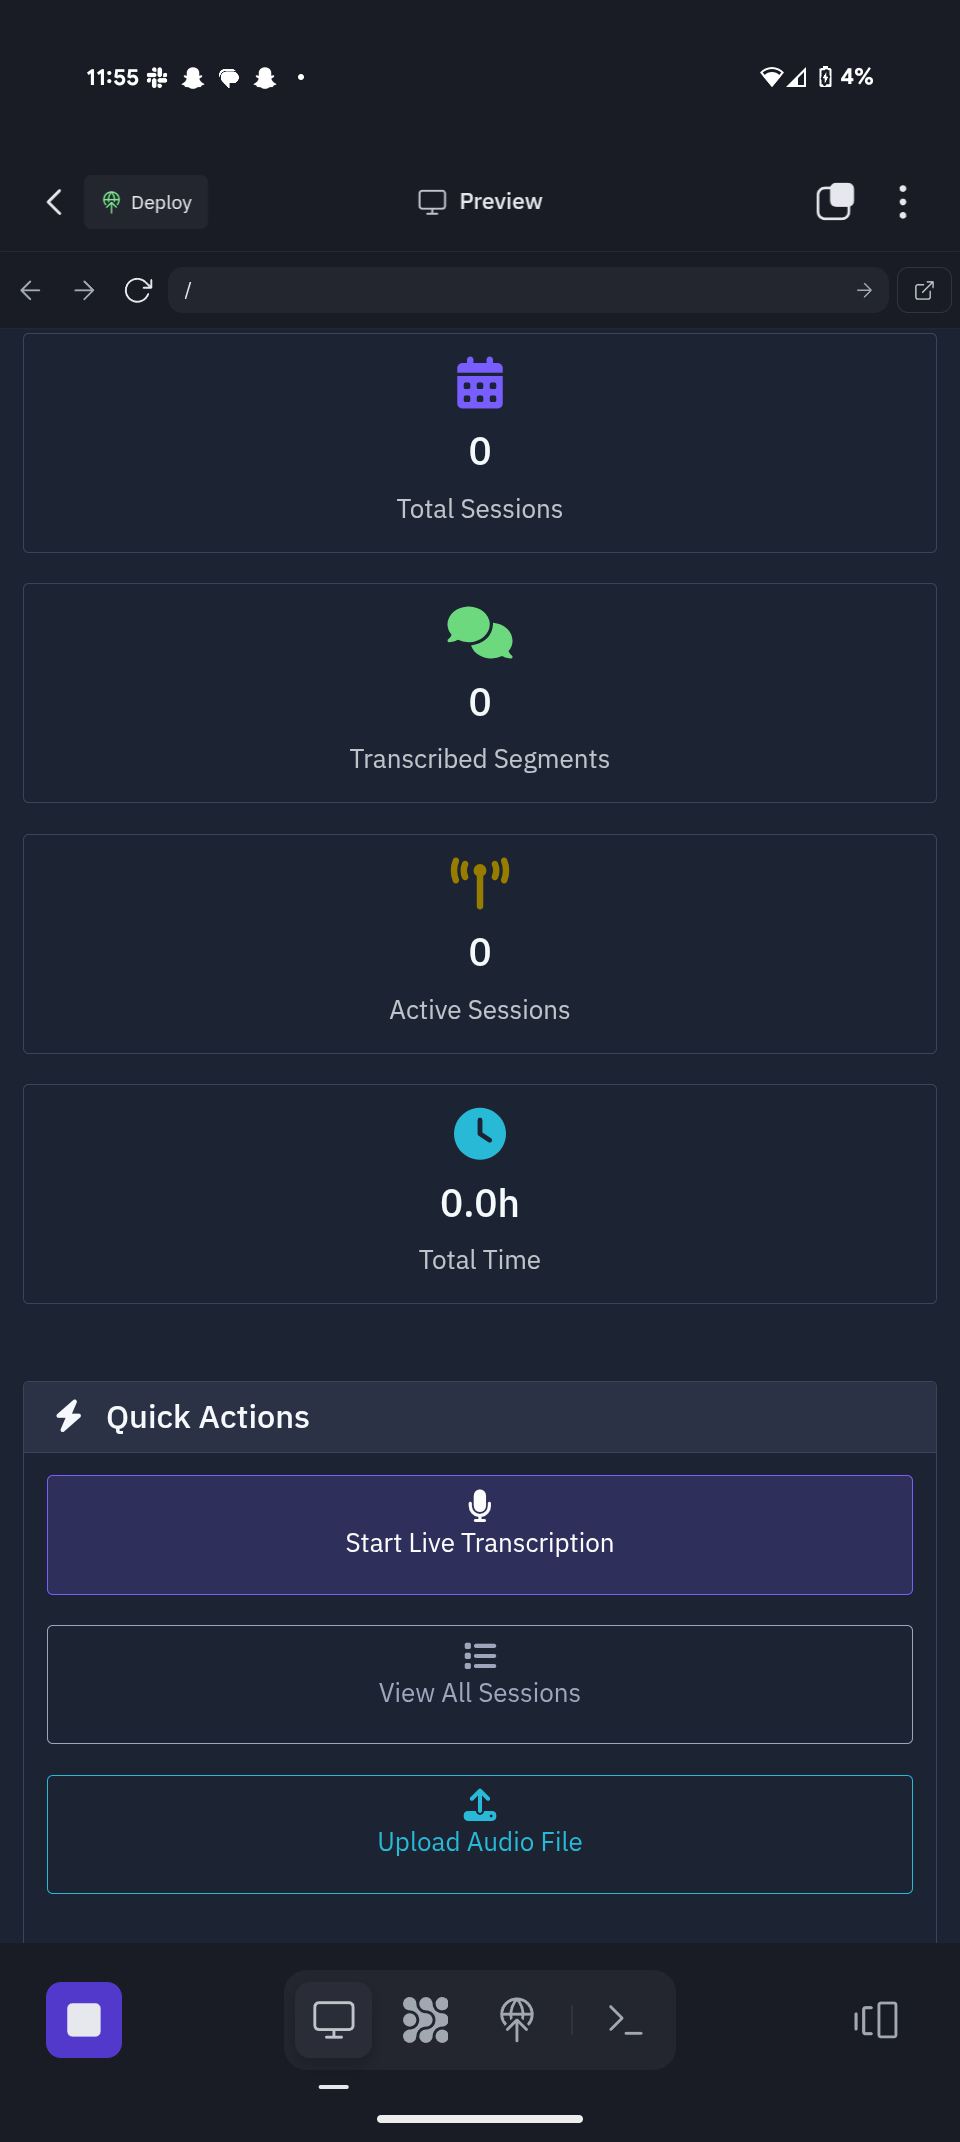 11:55
4%
Deploy
Preview
/
0
Total Sessions
0
Transcribed Segments
0
Active Sessions
0.0h
Total Time
Quick Actions
Start Live Transcription
View All Sessions
Upload Audio File